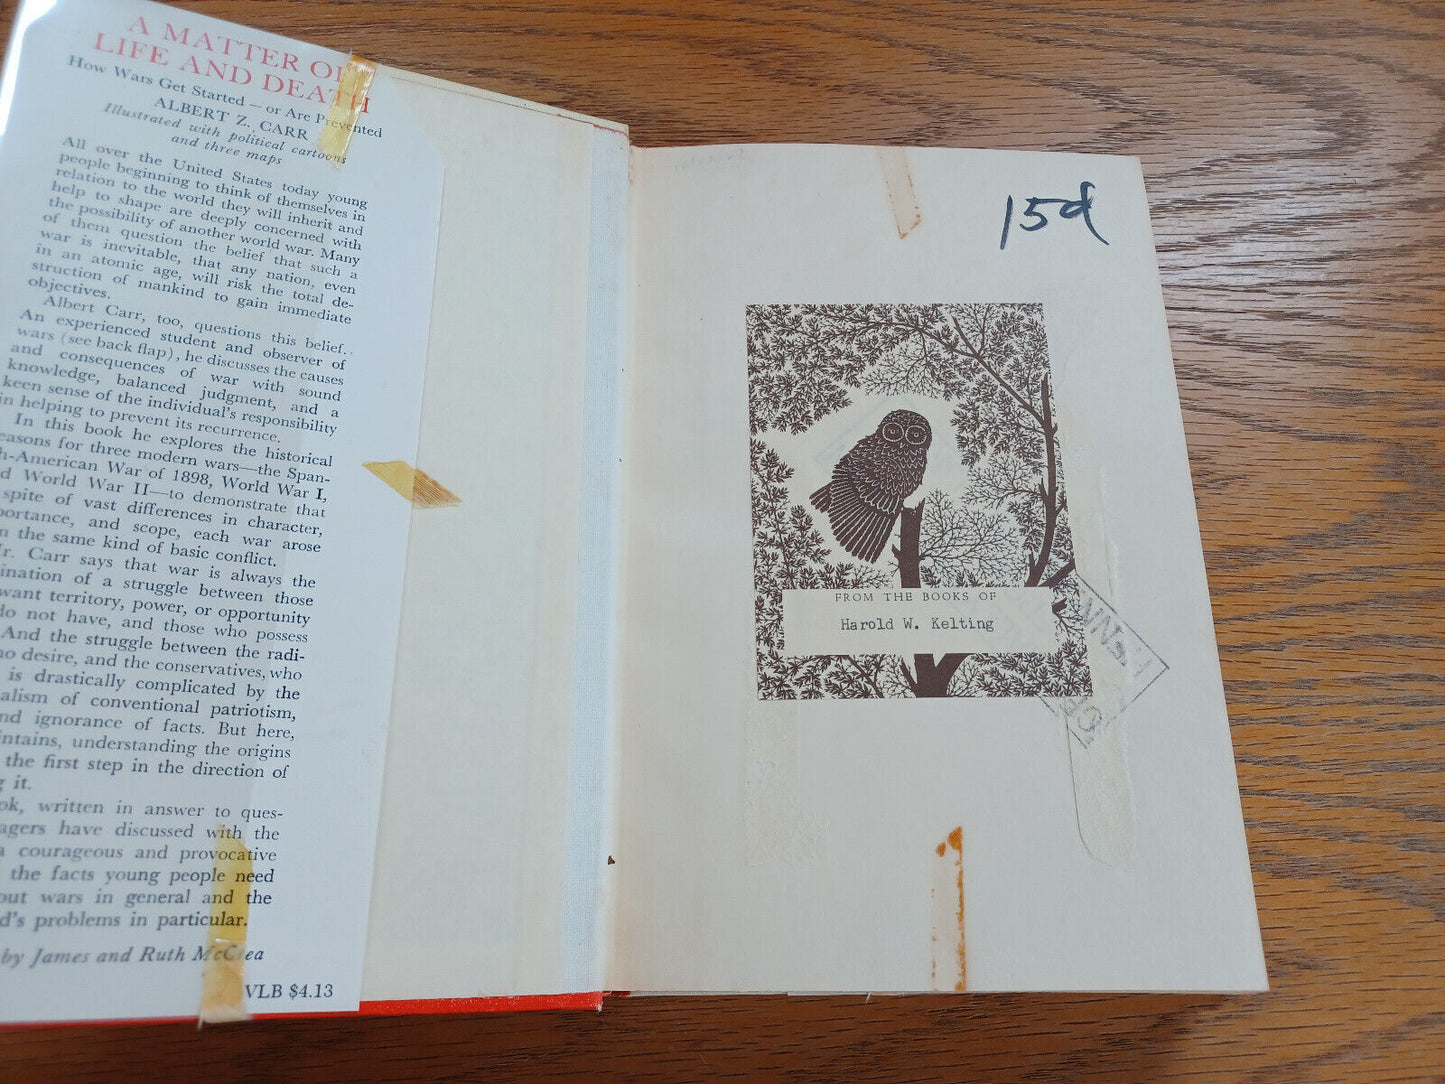 A MATTER OF
LIFE AND DEATH
How Wars Get Started — or Are Prevented
ALBERT Z. CARR
Illustrated with political cartoons
and three maps
All over the United States today young
people beginning to think of themselves in
relation to the world they will inherit and
help to shape are deeply concerned with
the possibility of another world war. Many
of them question the belief that such a
war is inevitable, that any nation, even
in an atomic age, will risk the total de-
struction of mankind to gain immediate
objectives.
Albert Carr, too, questions this belief.
An experienced student and observer of
wars (see back flap), he discusses the causes
and consequences of war with sound
knowledge, balanced judgment, and a
keen sense of the individual's responsibility
in helping to prevent its recurrence.
In this book he explores the historical
easons for three modern wars—the Span-
h-American War of 1898, World War I,
d World War II—to demonstrate that
spite of vast differences in character,
portance, and scope, each war arose
m the same kind of basic conflict.
Mr. Carr says that war is always the
ination of a struggle between those
want territory, power, or opportunity
do not have, and those who possess
And the struggle between the radi-
ho desire, and the conservatives, who
is drastically complicated by the
alism of conventional patriotism,
nd ignorance of facts. But here,
intains, understanding the origins
the first step in the direction of
g it.
ok, written in answer to ques-
agers have discussed with the
a courageous and provocative
the facts young people need
out wars in general and the
d's problems in particular.
by James and Ruth McCrea
VLB $4.13
15¢
FROM THE BOOKS OF
Harold W. Kelting